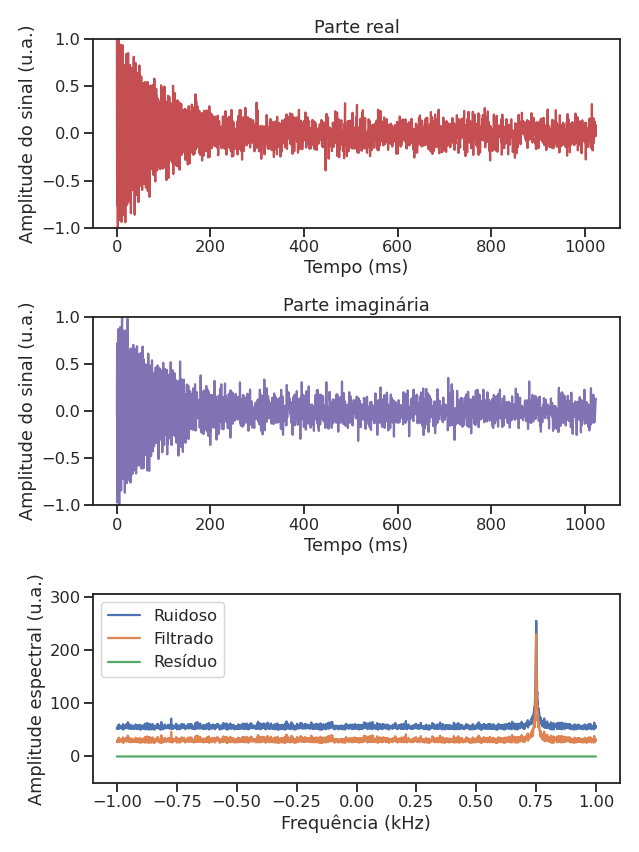 Parte real
Amplitude do sinal (u.a.)
1.0
0.5
0.0
−0.5
−1.0
0 200 400 600 800 1000
Tempo (ms)
Parte imaginária
Amplitude do sinal (u.a.)
1.0
0.5
0.0
−0.5
−1.0
0 200 400 600 800 1000
Tempo (ms)
Amplitude espectral (u.a.)
300
200
100
0
Ruidoso
Filtrado
Resíduo
−1.00 −0.75 −0.50 −0.25 0.00 0.25 0.50 0.75 1.00
Frequência (kHz)